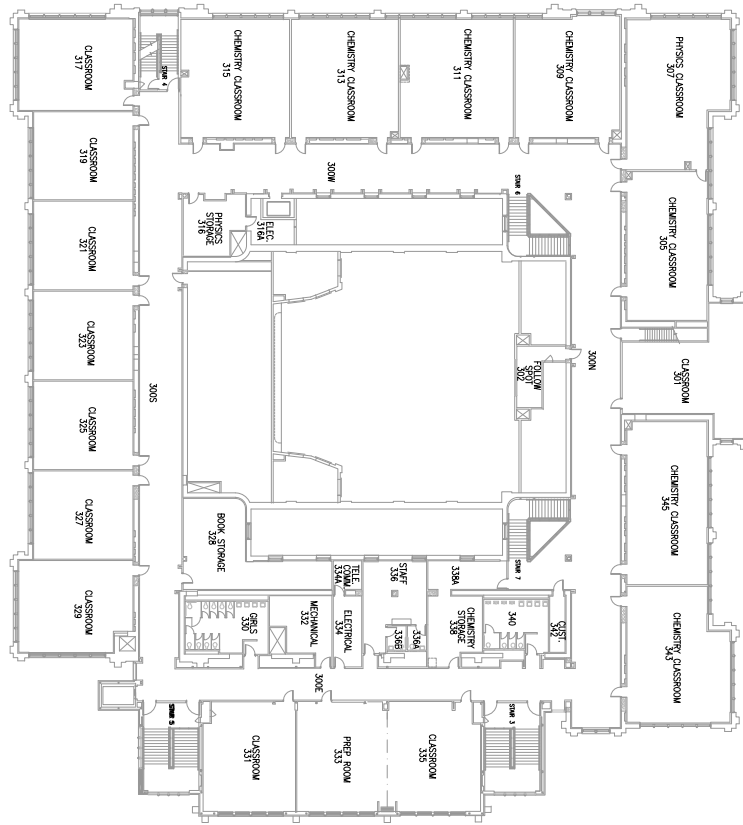 CLASSROOM
317
STAIR 4
CHEMISTRY CLASSROOM
315
CHEMISTRY CLASSROOM
313
CHEMISTRY CLASSROOM
311
CHEMISTRY CLASSROOM
309
PHYSICS CLASSROOM
307
CLASSROOM
319
300W
STAIR 6
CLASSROOM
321
PHYSICS
STORAGE
316
ELEC.
316A
CHEMISTRY CLASSROOM
305
CLASSROOM
323
300S
FOLLOW
SPOT
302
300N
CLASSROOM
301
CLASSROOM
325
CLASSROOM
327
BOOK STORAGE
328
CHEMISTRY CLASSROOM
345
TELE.
COMM.
334A
STAFF
336
338A
STAIR 7
CLASSROOM
329
GIRLS
330
MECHANICAL
332
ELECTRICAL
334
336B
336A
CHEMISTRY
STORAGE
338
340
CUST.
342
CHEMISTRY CLASSROOM
343
300E
STAIR 5
STAIR 3
CLASSROOM
331
PREP ROOM
333
CLASSROOM
335